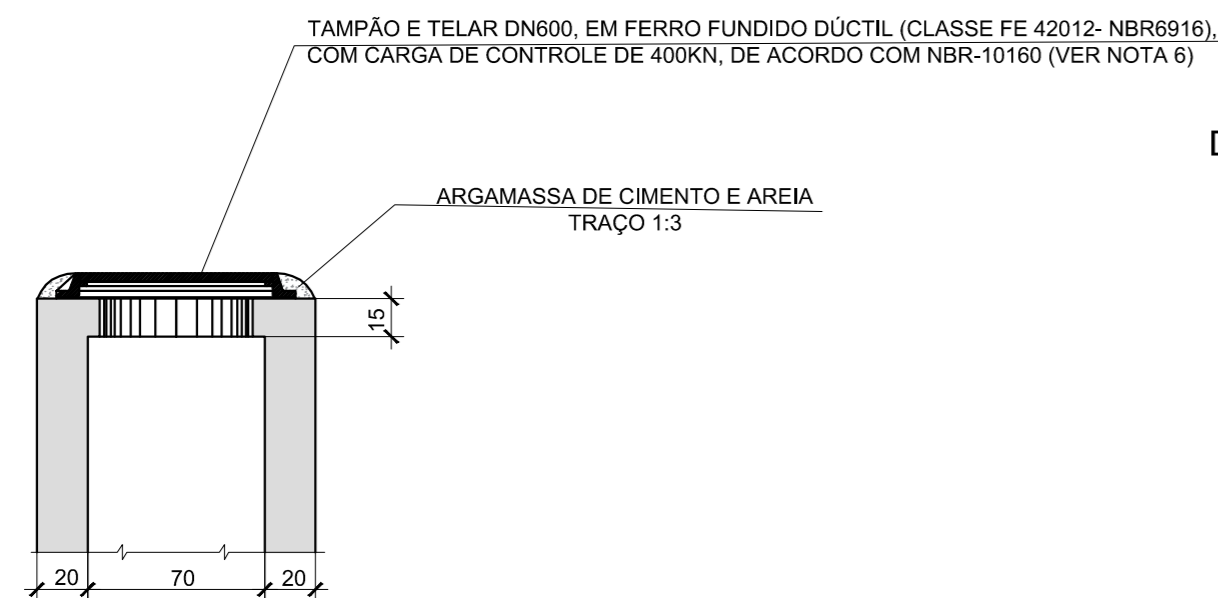 TAMPÃO E TELAR DN600, EM FERRO FUNDIDO DÚCTIL (CLASSE FE 42012- NBR6916),
COM CARGA DE CONTROLE DE 400KN, DE ACORDO COM NBR-10160 (VER NOTA 6)
ARGAMASSA DE CIMENTO E AREIA
TRAÇO 1:3
15
20 70 20